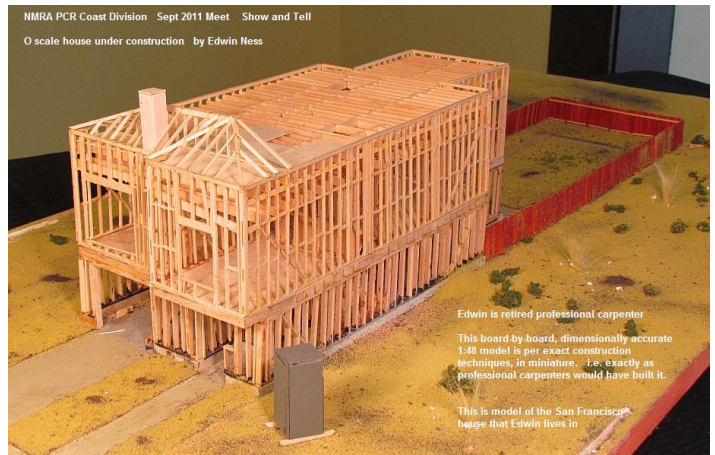 NMRA PCR Coast Division   Sept 2011 Meet   Show and Tell
O scale house under construction   by Edwin Ness
Edwin is retired professional carpenter
This board-by-board, dimensionally accurate
1:48 model is per exact construction
techniques, in miniature.   i.e. exactly as
professional carpenters would have built it.
This is model of the San Francisco
house that Edwin lives in